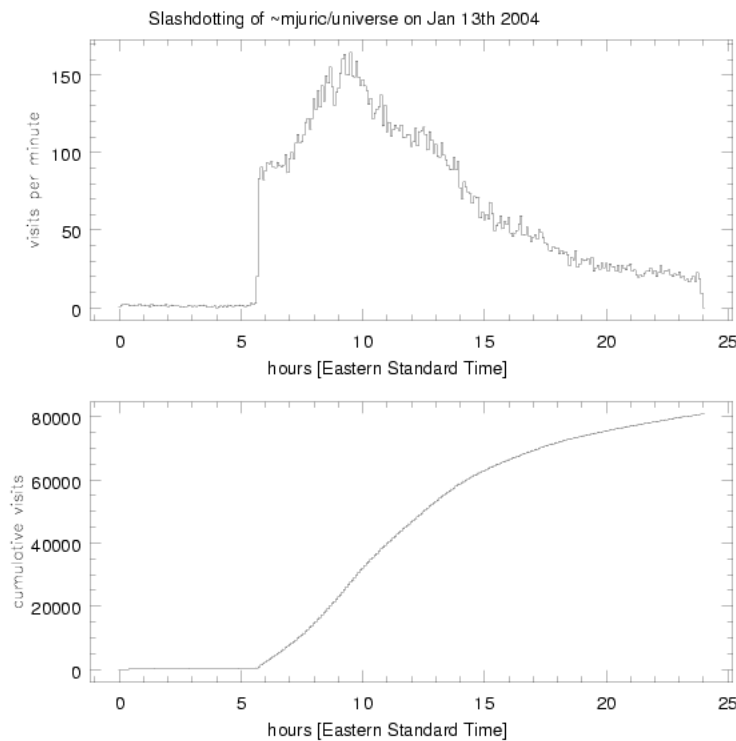 Slashdotting of ~mjuric/universe on Jan 13th 2004
150
100
50
0
visits per minute
0 5 10 15 20 25
hours [Eastern Standard Time]
80000
60000
40000
20000
0
cumulative visits
0 5 10 15 20 25
hours [Eastern Standard Time]